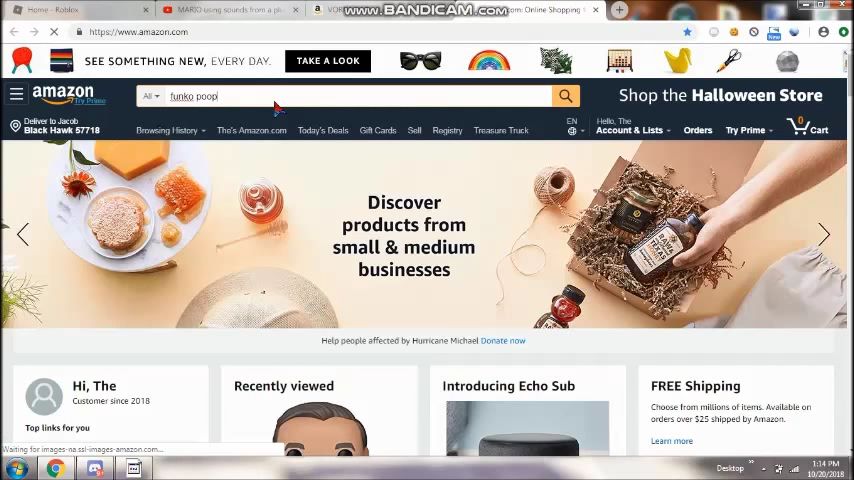 Home - Roblox
MARIO using sounds from a pl
VOR
www.BANDICAM.com
om: Online Shopping
https://www.amazon.com
New
SEE SOMETHING NEW, EVERY DAY.
TAKE A LOOK
amazon
Try Prime
All
funko poop
Shop the Halloween Store
Deliver to Jacob
Black Hawk 57718
Browsing History
The's Amazon.com
Today's Deals
Gift Cards
Sell
Registry
Treasure Truck
EN
Hello, The
Account & Lists
Orders
Try Prime
0
Cart
Discover
products from
small & medium
businesses
Help people affected by Hurricane Michael Donate now
Hi, The
Customer since 2018
Top links for you
Recently viewed
Introducing Echo Sub
FREE Shipping
Choose from millions of items. Available on
orders over $25 shipped by Amazon.
Learn more
Waiting for images-na.ssl-images-amazon.com...
Desktop
1:14 PM
10/20/2018